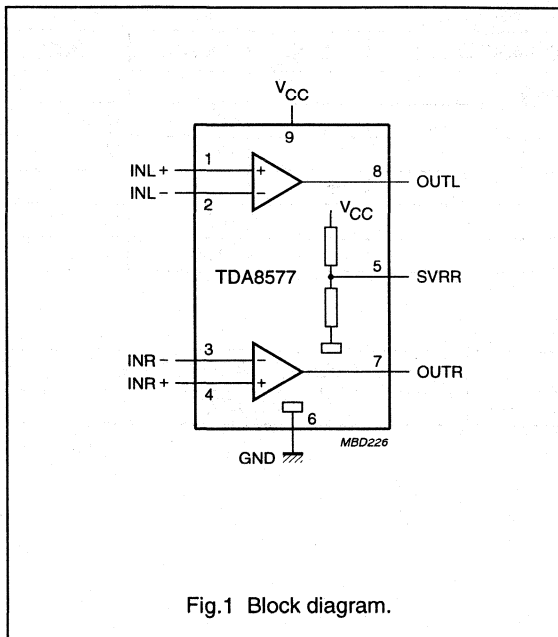 VCC
9
INL + 1 + 8 OUTL
INL − 2 −
VCC
TDA8577 5 SVRR
INR − 3 − 7 OUTR
INR + 4 +
6
MBD226
GND
Fig.1 Block diagram.